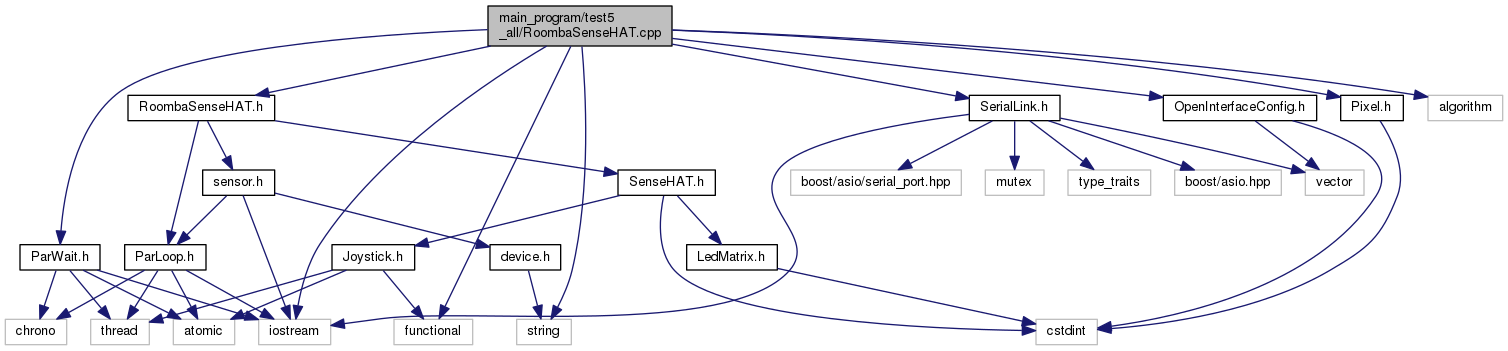 main_program/test5
_all/RoombaSenseHAT.cpp
RoombaSenseHAT.h
SerialLink.h
OpenInterfaceConfig.h
Pixel.h
algorithm
sensor.h
SenseHAT.h
boost/asio/serial_port.hpp
mutex
type_traits
boost/asio.hpp
vector
ParWait.h
ParLoop.h
Joystick.h
device.h
LedMatrix.h
chrono
thread
atomic
iostream
functional
string
cstdint